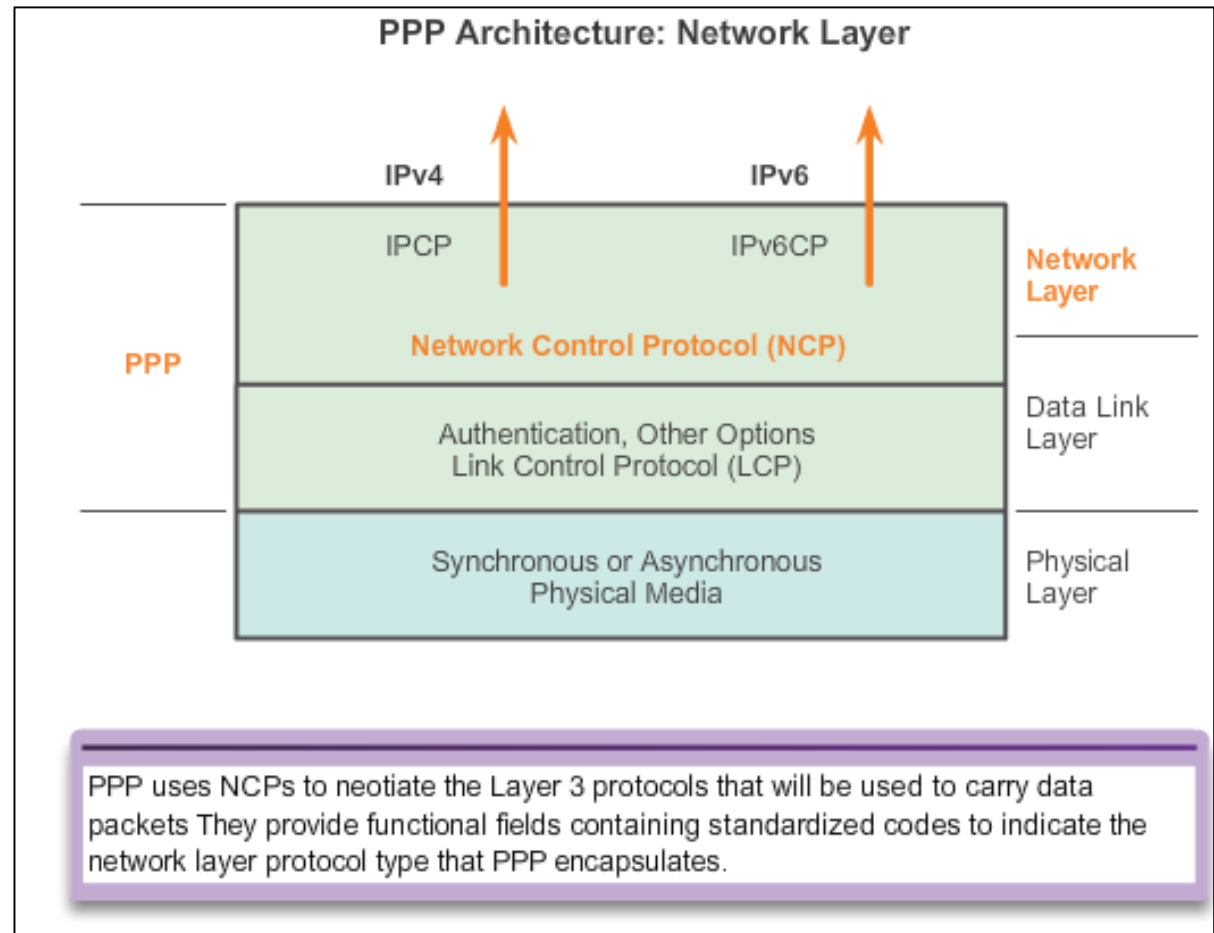 PPP Architecture: Network Layer
IPv4
IPv6
IPCP
IPv6CP
Network
Layer
Network Control Protocol (NCP)
PPP
Data Link
Layer
Authentication, Other Options
Link Control Protocol (LCP)
Synchronous or Asynchronous
Physical Media
Physical
Layer
PPP uses NCPs to neotiate the Layer 3 protocols that will be used to carry data
packets They provide functional fields containing standardized codes to indicate the
network layer protocol type that PPP encapsulates.